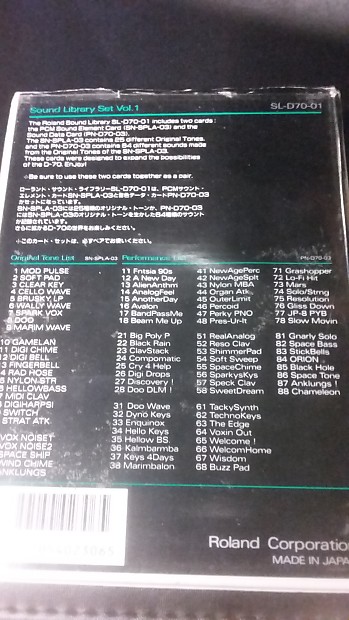 Sound Library Set Vol.1
SL-D70-01
The Roland Sound Library SL-D70-01 includes two cards :
the PCM Sound Element Card (SN-SPLA-03) and the
Sound Data Card (PN-D70-03).
The SN-SPLA-03 contains 25 different Original Tones,
and the PN-D70-03 contains 64 different sounds made
from the Original Tones of the SN-SPLA-03.
These cards were designed to expand the possibilities
of the D-70. Enjoy!
Be sure to use these two cards together as a pair.
ローランド・サウンド・ライブラリーSL-D70-01は、PCMサウンド・
エレメント・カードSN-SPLA-03と音色データ・カードPN-D70-03
がセットになっています。
SN-SPLA-03には25種類のオリジナル・トーンが、PN-D70-03
にはSN-SPLA-03のオリジナル・トーンを生かした64種類のサウンド
が記憶されています。
さらに拡がるD-70の世界をお楽しみください。
このカード・セットは、必ずペアでお使いください。
Original Tone List SN-SPLA-03
1 MOD PULSE
2 SOFT PAD
3 CLEAR KEY
4 CELLO WAVE
5 BRUSKY LP
6 WALLY WAVE
7 SPARK VOX
8 DOO
9 MARIM WAVE
10 GAMELAN
11 DIGI CHIME
12 DIGI BELL
13 FINGERBELL
14 RAD HOSE
15 NYLON.STR
16 HELLOWBASS
17 MIDI CLAV
DIGIHARPSI
SWITCH
STRAT ATK
VOX NOISE1
VOX NOISE2
SPACE SHIF
WIND CHIME
ANKLUNGS
Performance List PN-D70-03
11 Fntsia 90s
12 A New Day
13 AlienAnthm
14 AnalogFeel
15 AnotherDay
16 Avalon
17 BandPassMe
18 Beam Me Up
21 Big Poly P
22 Black Rain
23 ClavStack
24 Compomatic
25 Cry 4 Help
26 Digi Drops
27 Discovery !
28 Doo DLM !
31 Doo Wave
32 Dyno Keys
33 Enquinox
34 Hello Keys
35 Hellow BS.
36 Kalmbarmba
37 Keys 4Days
38 Marimbalon
41 NewAgePerc
42 NewAgeSplt
43 Nylon MBA
44 Organ Atk
45 OuterLimit
46 Percoid
47 Perky PNO
48 Pres-Ur-It
51 RealAnalog
52 Reso Clav
53 ShimmerPad
54 Soft Sweep
55 SpaceChime
56 SparkysKys
57 Speck Clav
58 SweetDream
61 TackySynth
62 TechnoKeys
63 The Edge
64 Voxin Out
65 Welcome !
66 WelcomHome
67 Wisdom
68 Buzz Pad
71 Grashopper
72 Lo-Fi Hit
73 Mars
74 Solo/Strng
75 Resolution
76 Gliss Down
77 JP-8 PYB
78 Slow Movin
81 Gnarly Solo
82 Space Bass
83 StickBells
84 ORION
85 Black Hole
86 Space Tone
87 Anklungs !
88 Chameleon
Roland Corporation
MADE IN JAPA